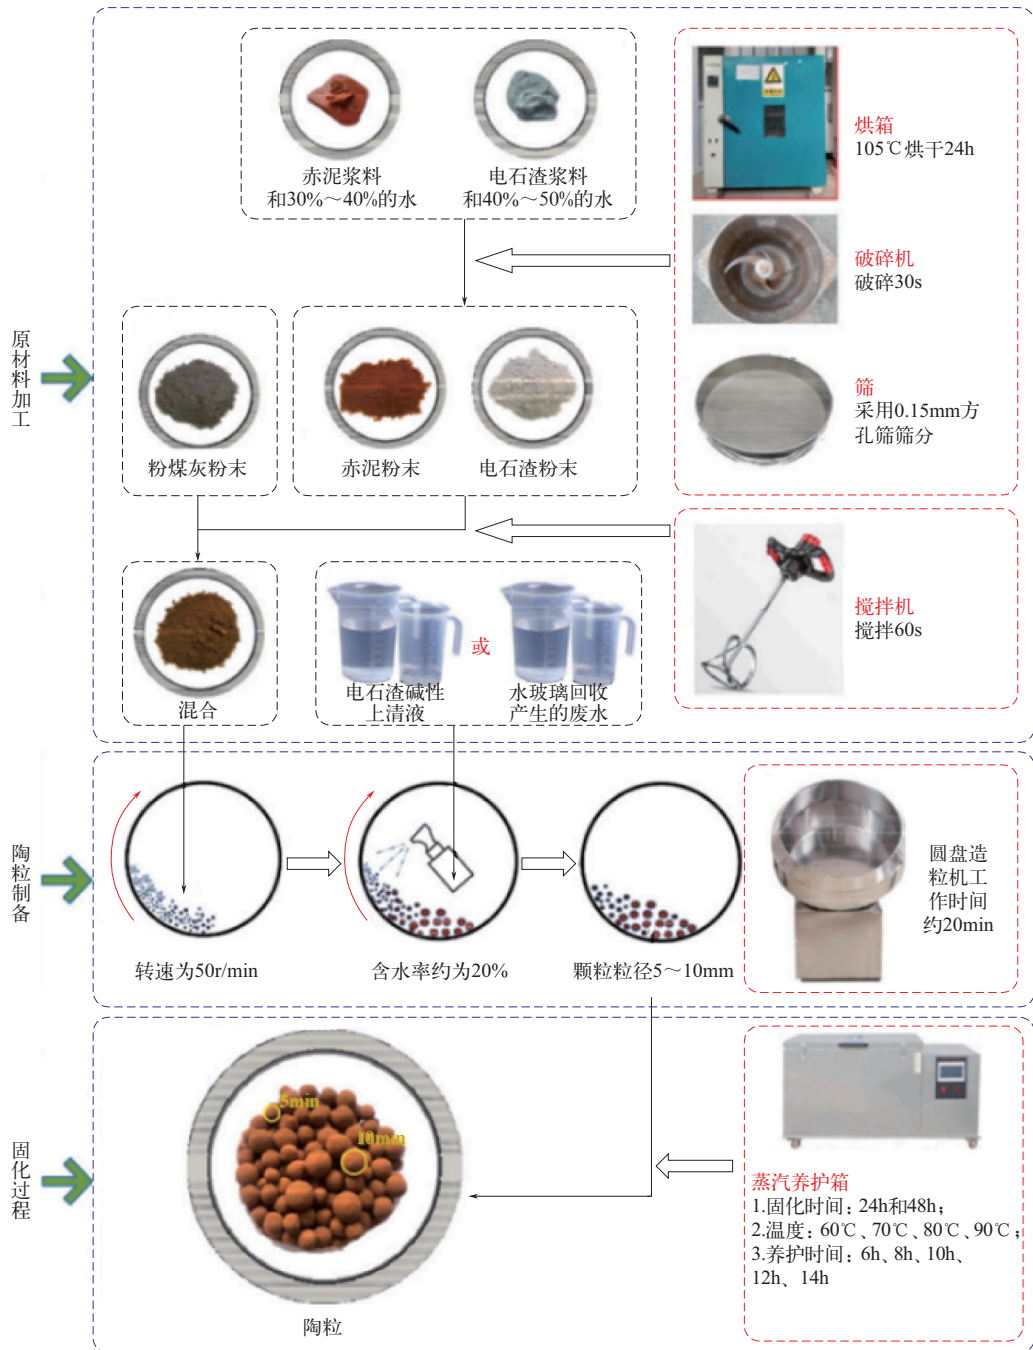 原材料加工
赤泥浆料
和30%～40%的水
电石渣浆料
和40%～50%的水
烘箱
105℃烘干24h
破碎机
破碎30s
筛
采用0.15mm方
孔筛筛分
粉煤灰粉末
赤泥粉末
电石渣粉末
搅拌机
搅拌60s
混合
电石渣碱性
上清液
或
水玻璃回收
产生的废水
陶粒制备
转速为50r/min
含水率约为20%
颗粒粒径5～10mm
圆盘造
粒机工
作时间
约20min
固化过程
5min
10min
陶粒
蒸汽养护箱
1.固化时间：24h和48h；
2.温度：60℃、70℃、80℃、90℃；
3.养护时间：6h、8h、10h、
12h、14h